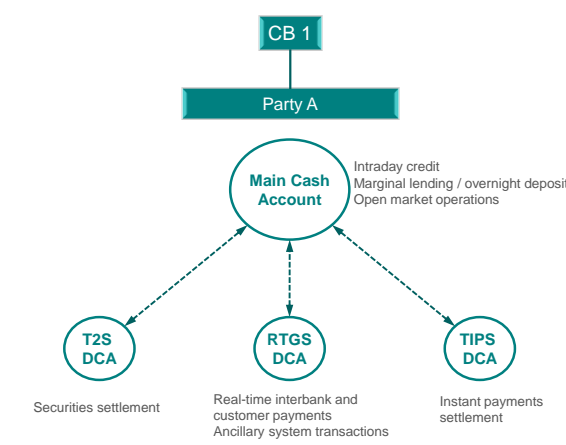 CB 1
Party A
Main Cash
Account
Intraday credit
Marginal lending / overnight deposit
Open market operations
T2S
DCA
RTGS
DCA
TIPS
DCA
Securities settlement
Real-time interbank and
customer payments
Ancillary system transactions
Instant payments
settlement